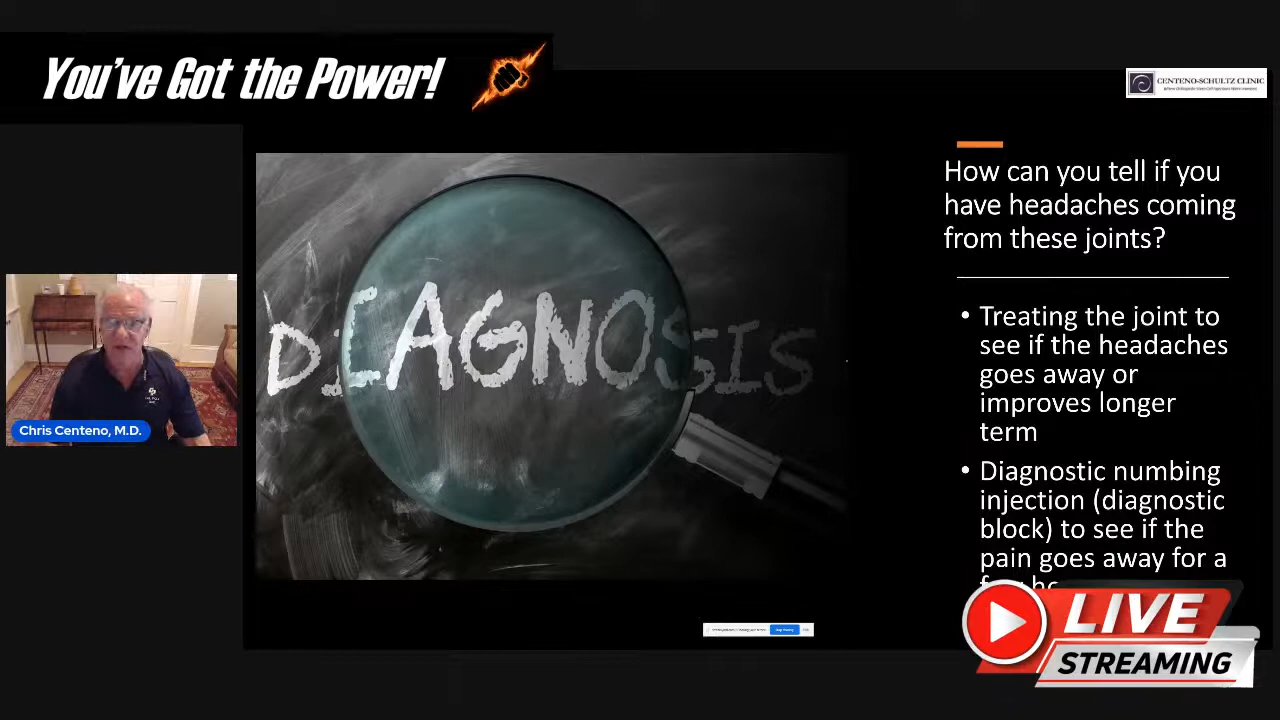 You've Got the Power!
CENTENO-SCHULTZ CLINIC
How can you tell if you
have headaches coming
from these joints?
DIAGNOSIS
• Treating the joint to
see if the headaches
goes away or
improves longer
term
Chris Centeno, M.D.
• Diagnostic numbing
injection (diagnostic
block) to see if the
pain goes away for a
LIVE
STREAMING